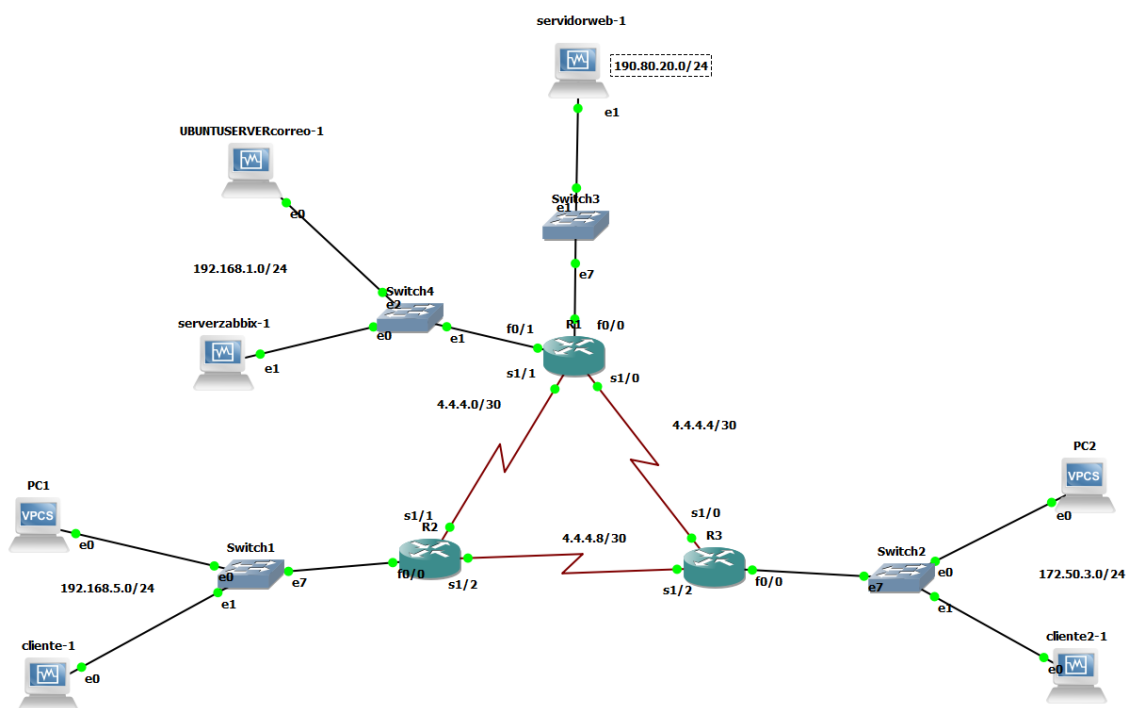 servidorweb-1
190.80.20.0/24
e1
UBUNTUSERVERcorreo-1
e0
e1
Switch3
192.168.1.0/24
e7
Switch4
e2
serverzabbix-1
e0
e1
e1
f0/1
R1
f0/0
s1/1
s1/0
4.4.4.0/30
4.4.4.4/30
PC2
VPCS
e0
PC1
VPCS
e0
s1/1
R2
s1/0
R3
4.4.4.8/30
Switch1
e0
e7
f0/0
s1/2
s1/2
f0/0
Switch2
e7
e0
172.50.3.0/24
192.168.5.0/24
e1
e1
cliente-1
e0
cliente2-1
e0